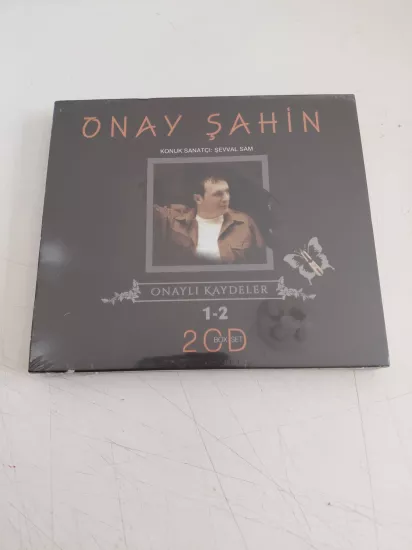 ONAY ŞAHİN
KONUK SANATÇI: ŞEVVAL SAM
ONAYLI KAYDELER
1-2
2CD
BOX SET